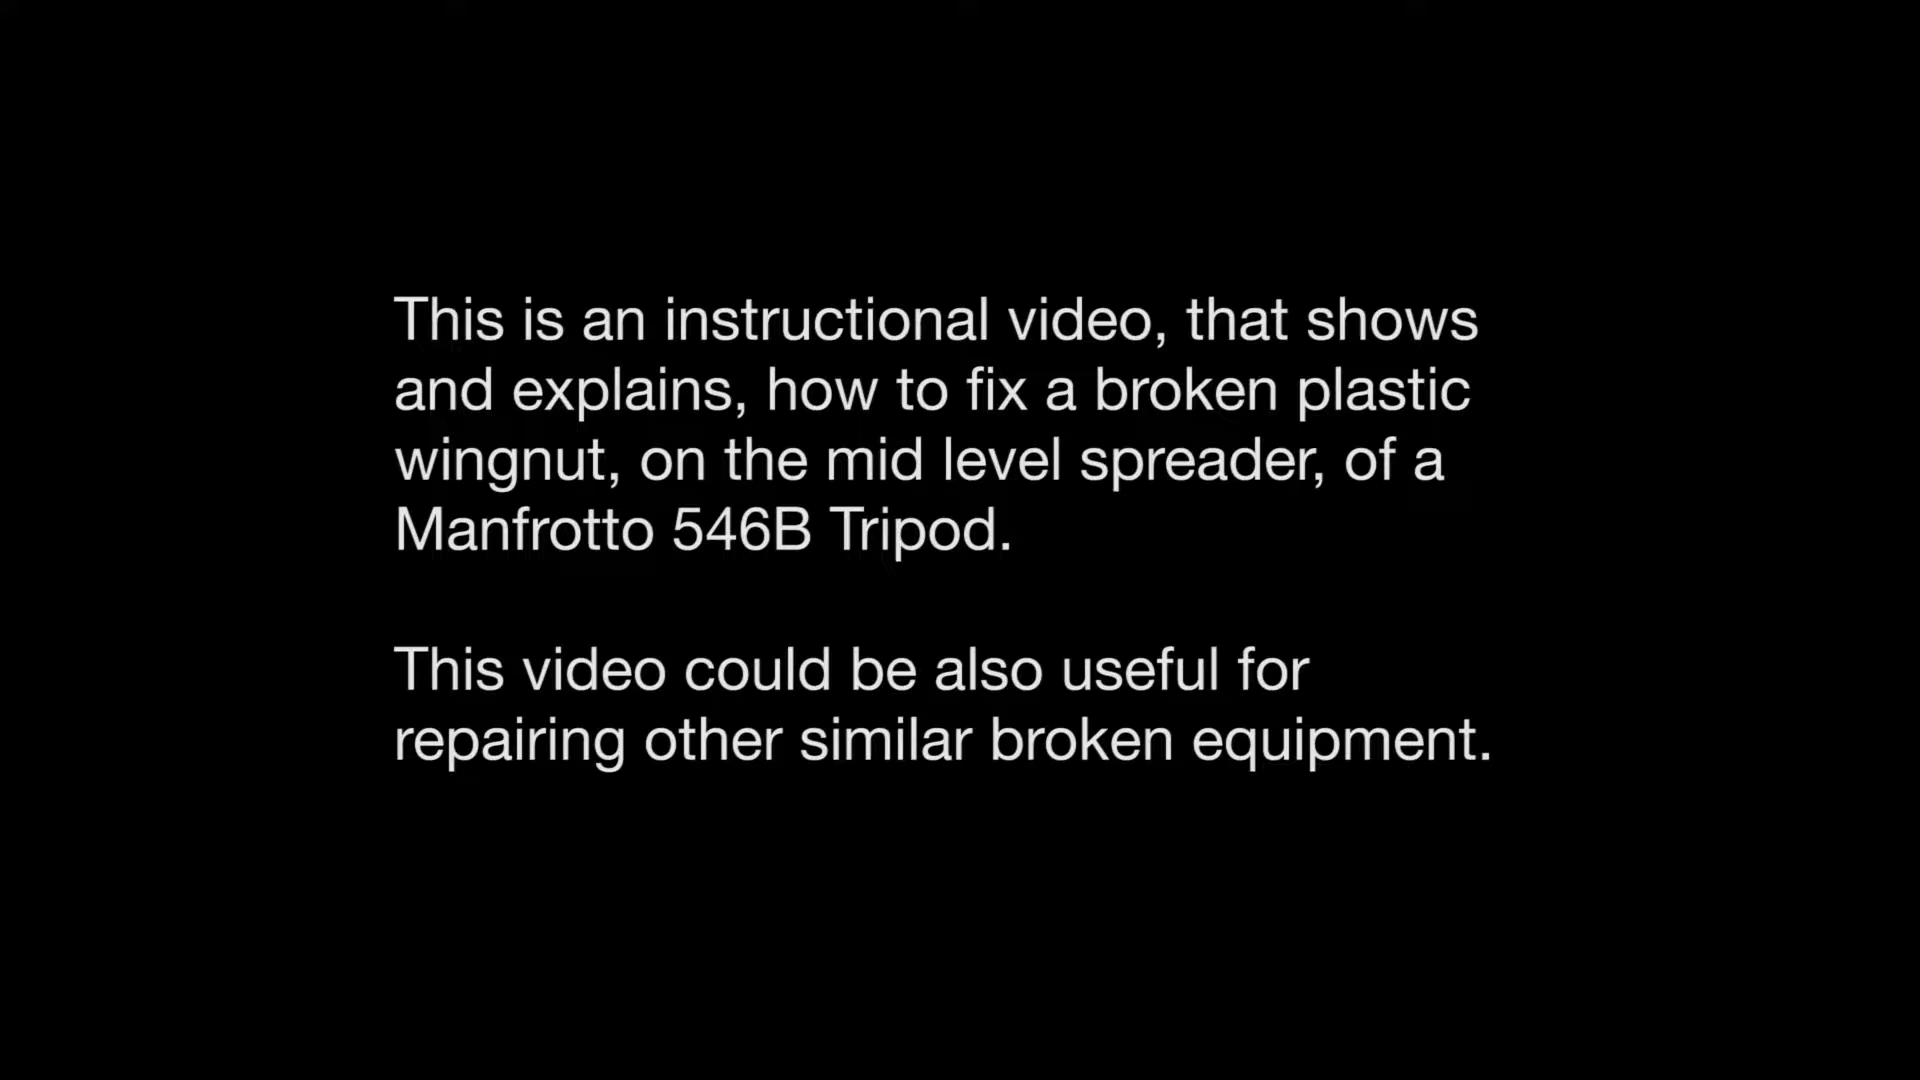 This is an instructional video, that shows
and explains, how to fix a broken plastic
wingnut, on the mid level spreader, of a
Manfrotto 546B Tripod.
This video could be also useful for
repairing other similar broken equipment.